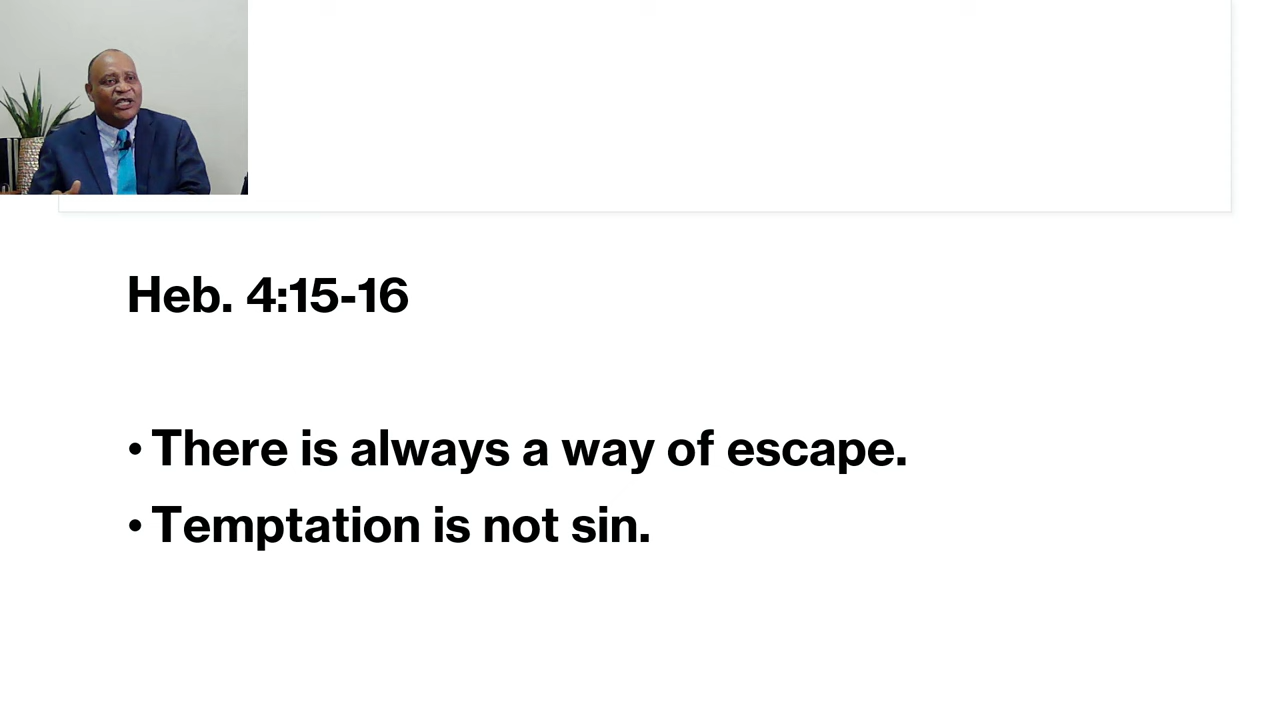 Heb. 4:15-16
• There is always a way of escape.
• Temptation is not sin.